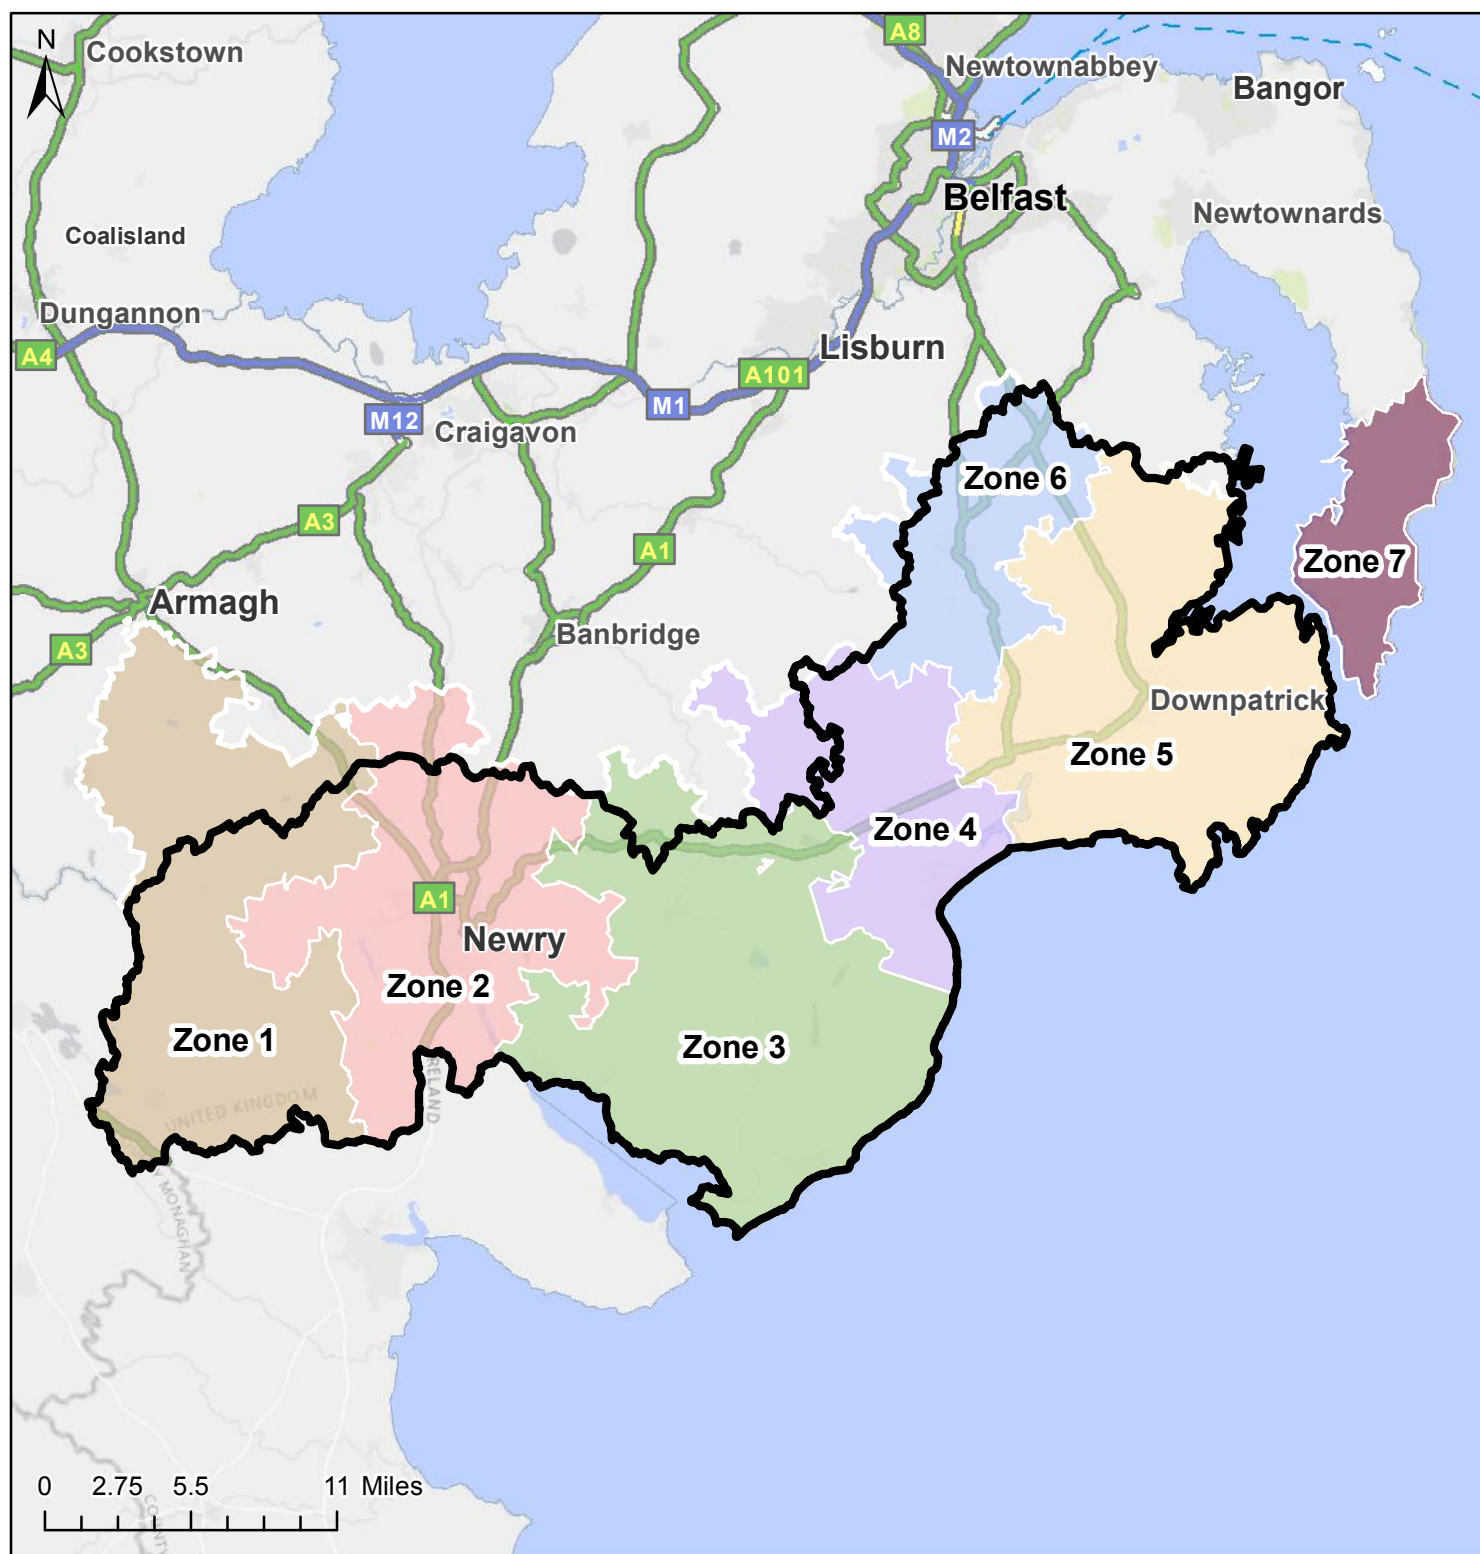 N
Cookstown
A8
Newtownabbey
Bangor
M2
Belfast
Newtownards
Coalisland
Dungannon
A4
Lisburn
A101
M12
M1
Craigavon
Zone 6
A3
A1
Zone 7
Armagh
Banbridge
A3
Downpatrick
Zone 5
Zone 4
A1
Newry
Zone 2
Zone 1
Zone 3
UNITED KINGDOM
RELAND
MONAGHAN
0 2.75 5.5 11 Miles
COUNTY